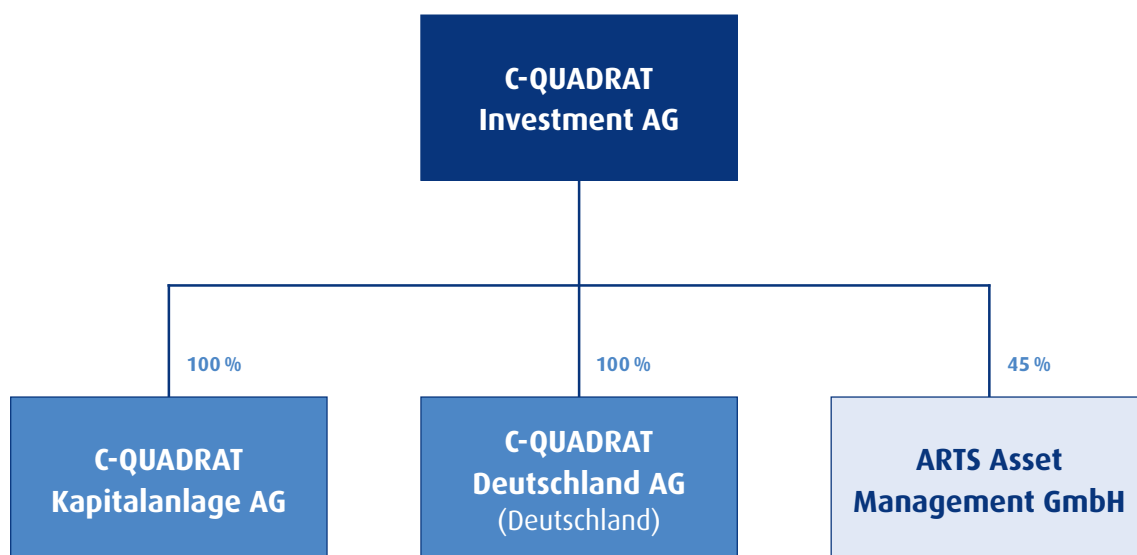 C-QUADRAT
Investment AG
100 %
100 %
45 %
C-QUADRAT
Kapitalanlage AG
C-QUADRAT
Deutschland AG
(Deutschland)
ARTS Asset
Management GmbH